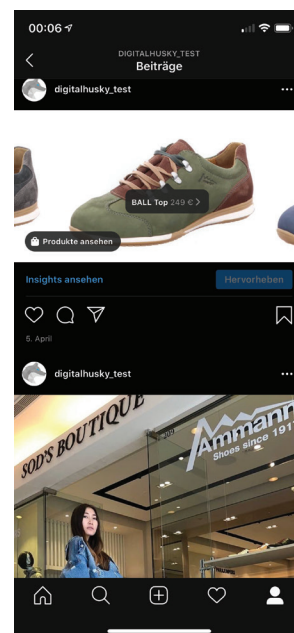 00:06
DIGITALHUSKY_TEST
Beiträge
digitalhusky_test
BALL Top 249 € >
Produkte ansehen
Insights ansehen
Hervorheben
5. April
digitalhusky_test
SOD'S BOUTIQUE
Ammann
Shoes since 191